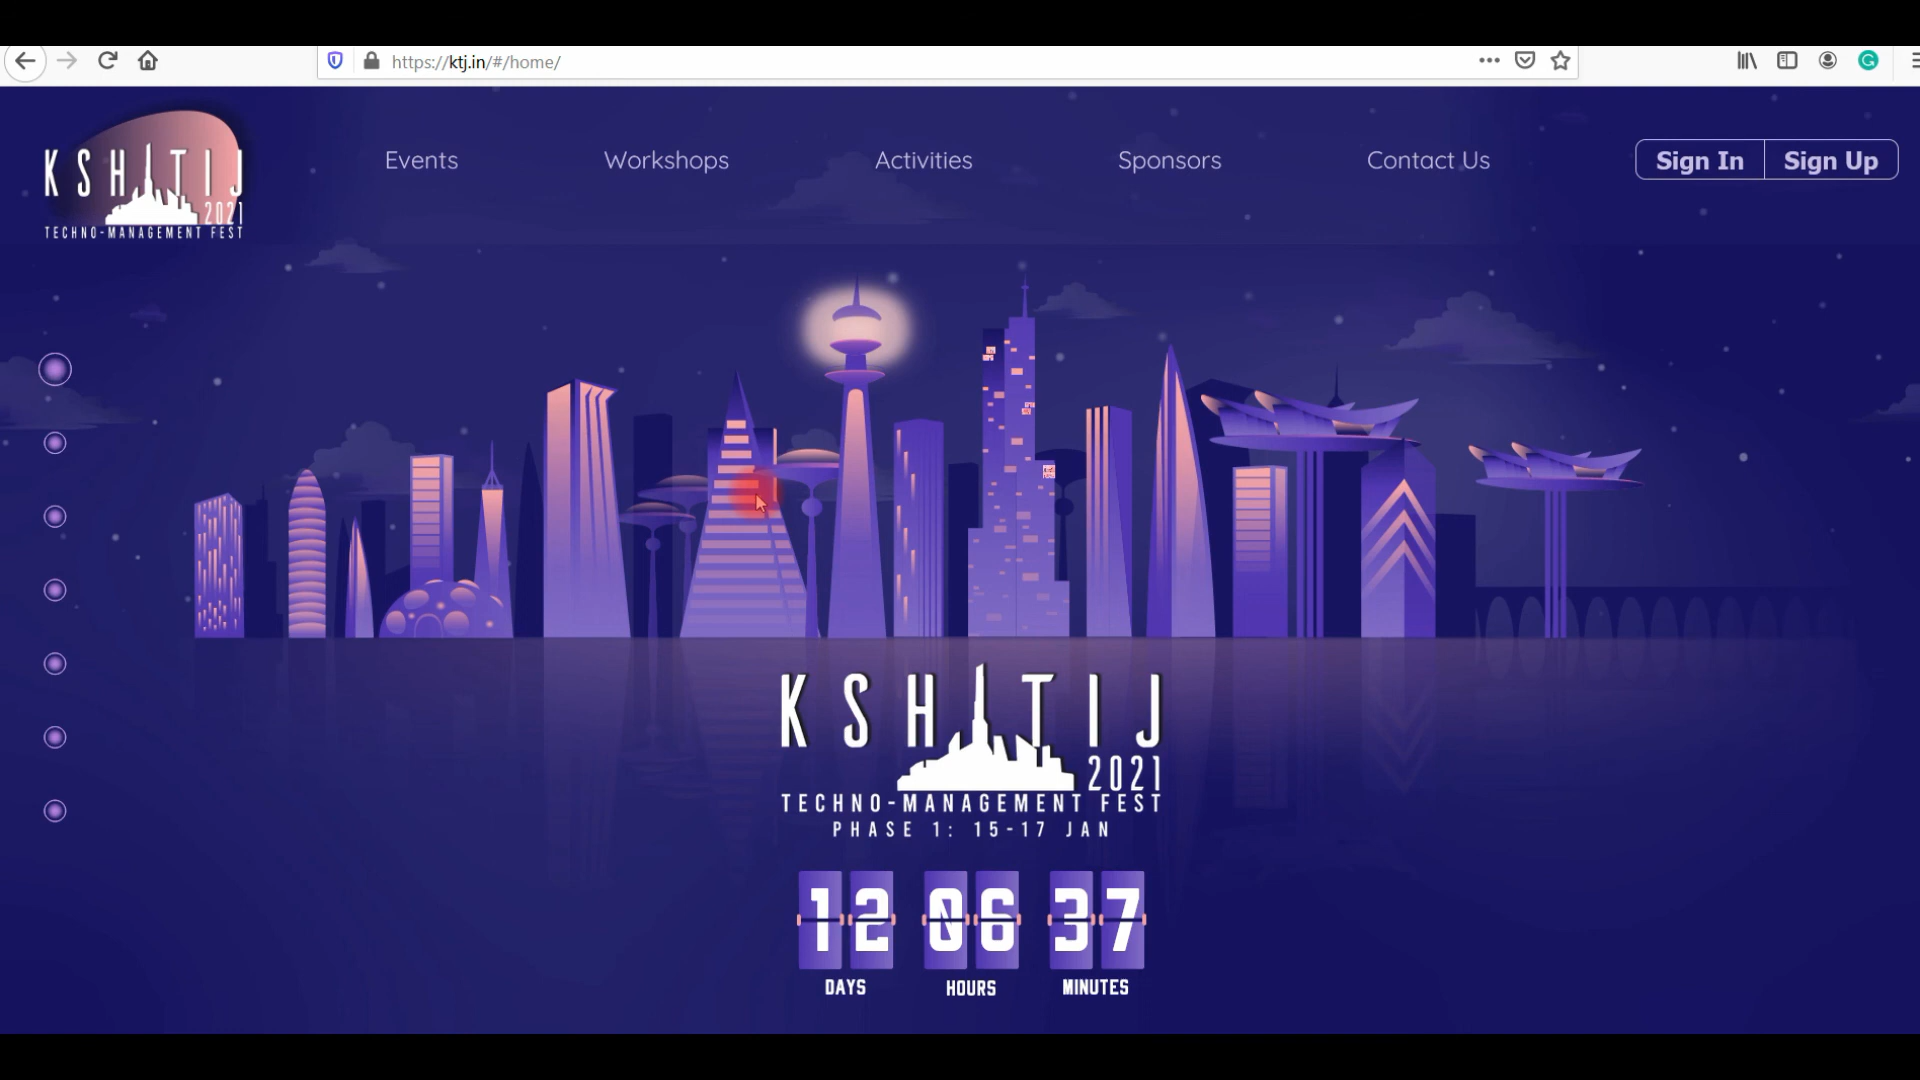 https://ktj.in/#/home/
KSHITIJ
2021
TECHNO-MANAGEMENT FEST
Events
Workshops
Activities
Sponsors
Contact Us
Sign In
Sign Up
KSHITIJ
2021
TECHNO-MANAGEMENT FEST
PHASE 1: 15-17 JAN
12 06 37
DAYS HOURS MINUTES